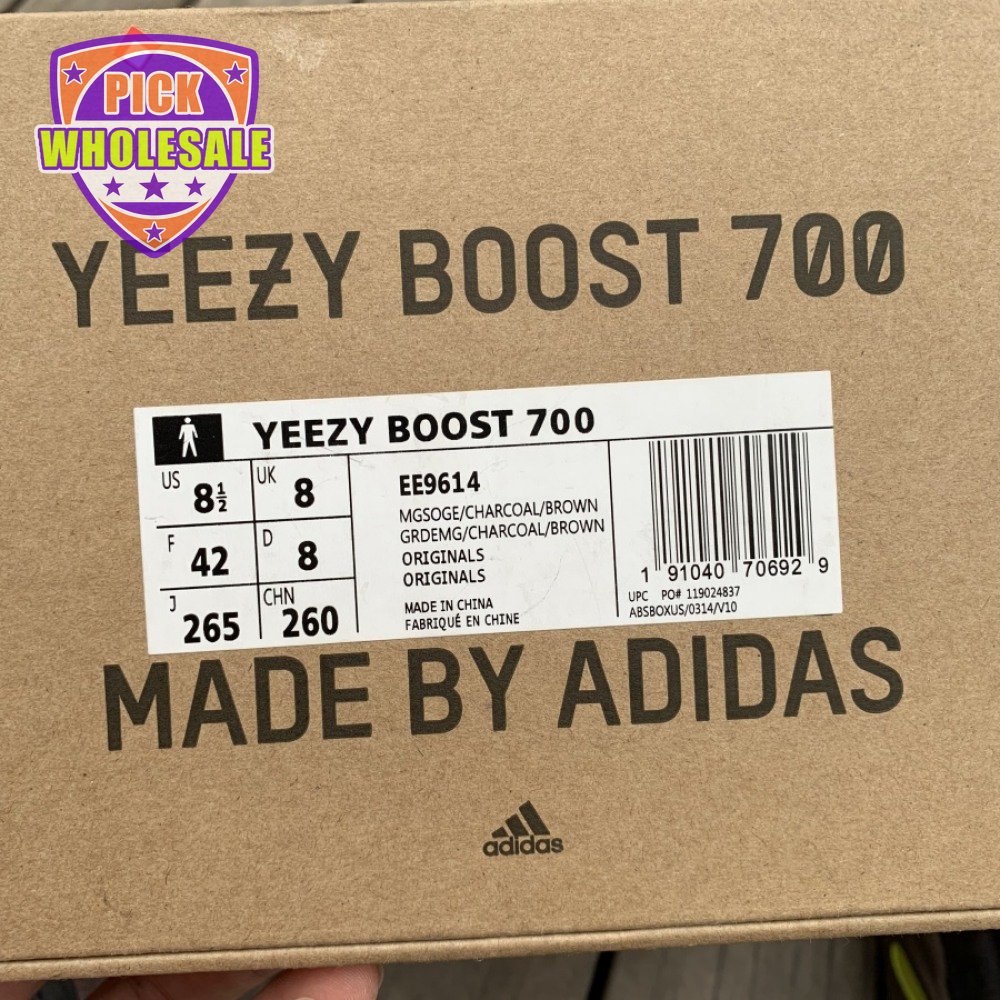 PICK
WHOLESALE
YEEZY BOOST 700
YEEZY BOOST 700
US 8½
UK 8
F 42
D 8
J 265
CHN 260
EE9614
MGSOGE/CHARCOAL/BROWN
GRDEMG/CHARCOAL/BROWN
ORIGINALS
ORIGINALS
MADE IN CHINA
FABRIQUÉ EN CHINE
1 91040 70692 9
UPC PO# 119024837
ABSBOXUS/0314/V10
MADE BY ADIDAS
adidas